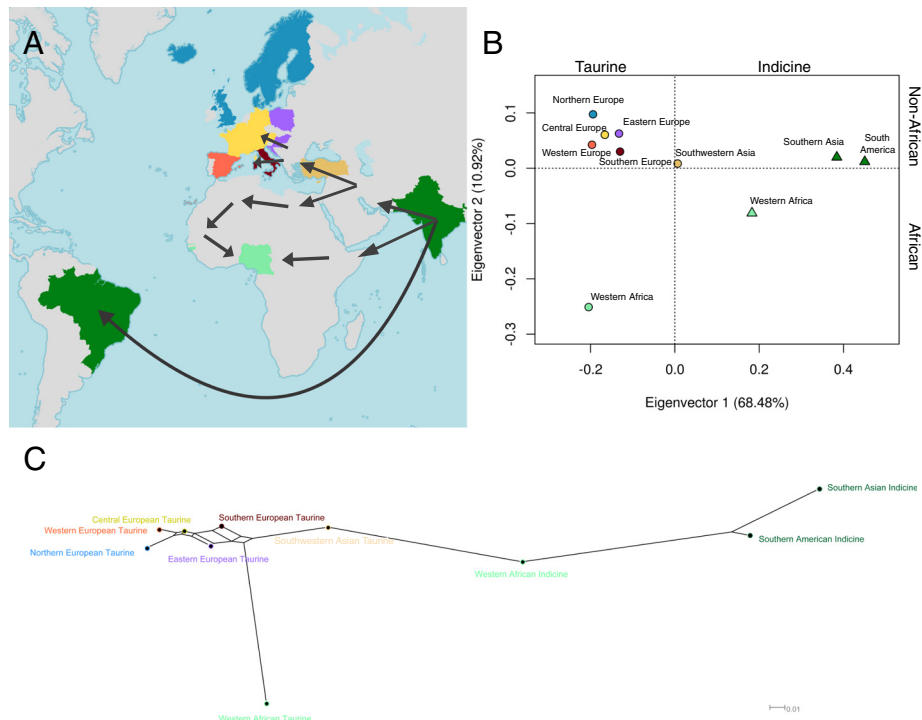 A
B
Taurine
Indicine
Northern Europe
Eastern Europe
Central Europe
Western Europe
Southern Europe
Southwestern Asia
Southern Asia
South
America
Western Africa
Western Africa
Non-African
African
Eigenvector 2 (10.92%)
0.1
0.0
-0.1
-0.2
-0.3
-0.2
0.0
0.2
0.4
Eigenvector 1 (68.48%)
C
Southern Asian Indicine
Southern European Taurine
Central European Taurine
Western European Taurine
Southwestern Asian Taurine
Southern American Indicine
Northern European Taurine
Eastern European Taurine
Western African Indicine
Western African Taurine
0.01